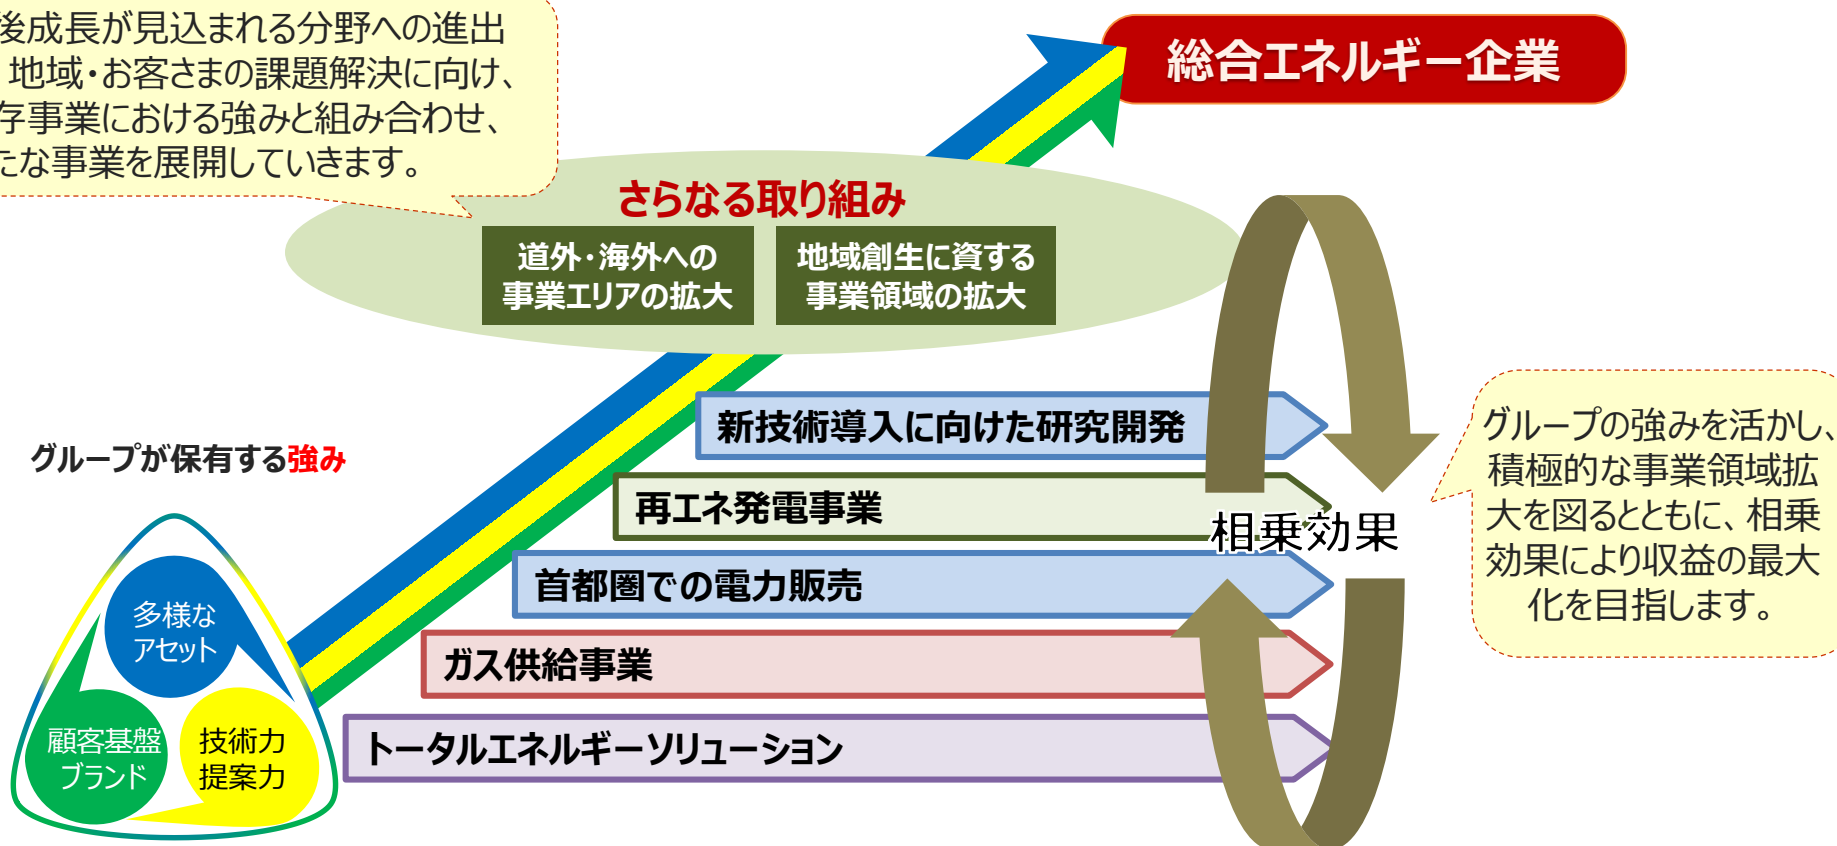 後成長が見込まれる分野への進出
地域・お客さまの課題解決に向け、
存事業における強みと組み合わせ、
たな事業を展開していきます。
総合エネルギー企業
さらなる取り組み
道外・海外への
事業エリアの拡大
地域創生に資する
事業領域の拡大
新技術導入に向けた研究開発
再エネ発電事業
首都圏での電力販売
ガス供給事業
トータルエネルギーソリューション
相乗効果
グループの強みを活かし、
積極的な事業領域拡
大を図るとともに、相乗
効果により収益の最大
化を目指します。
グループが保有する強み
多様な
アセット
顧客基盤
ブランド
技術力
提案力